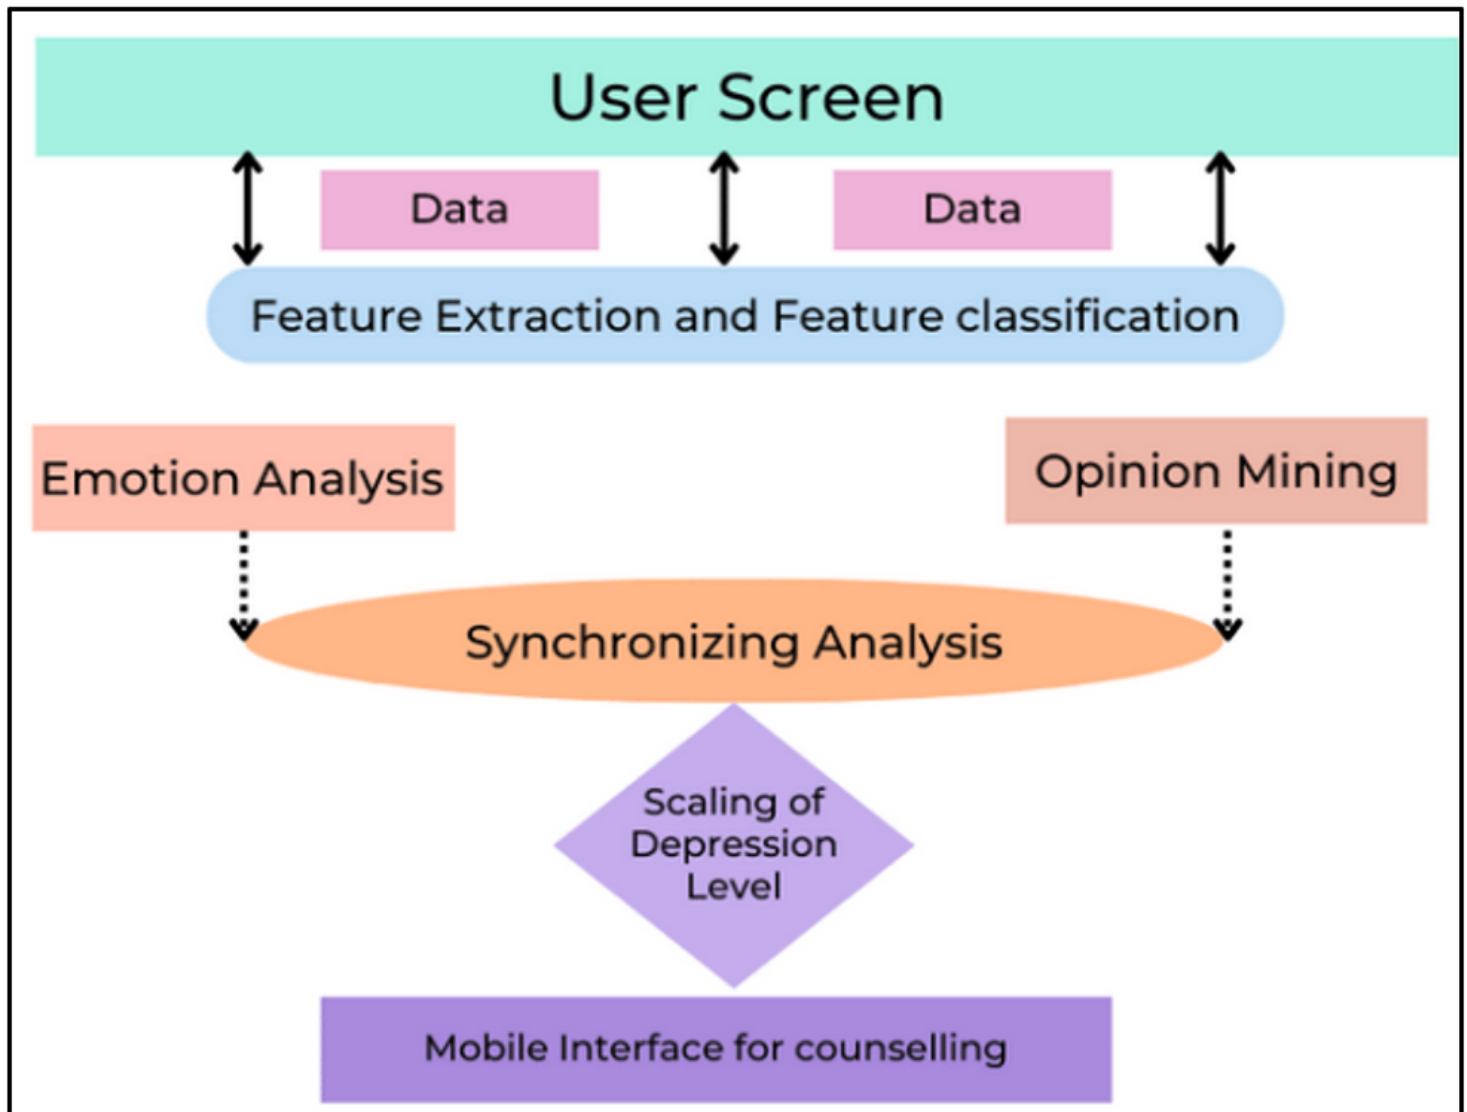 User Screen
Data
Data
Feature Extraction and Feature classification
Emotion Analysis
Opinion Mining
Synchronizing Analysis
Scaling of
Depression
Level
Mobile Interface for counselling